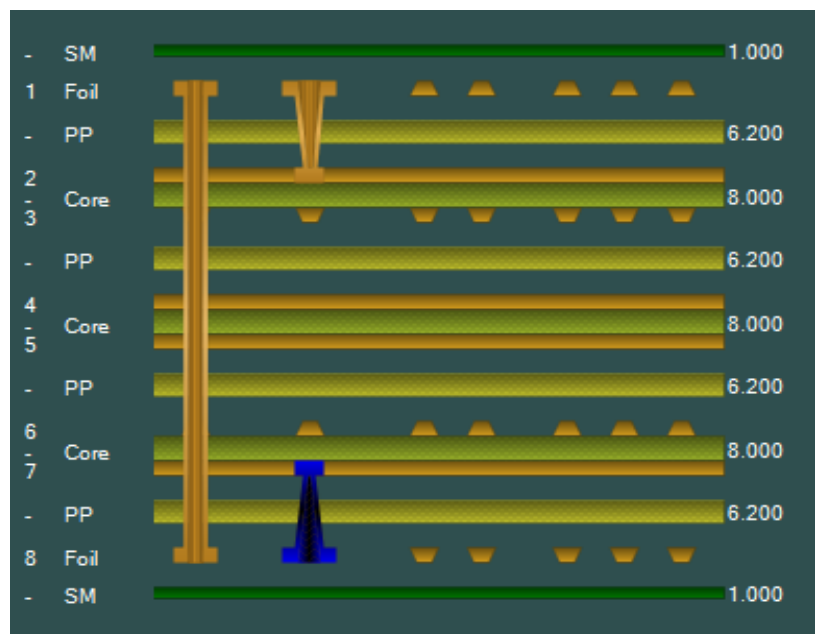 - SM 1.000
1 Foil
- PP 6.200
2
- Core 8.000
3
- PP 6.200
4
- Core 8.000
5
- PP 6.200
6
- Core 8.000
7
- PP 6.200
8 Foil
- SM 1.000